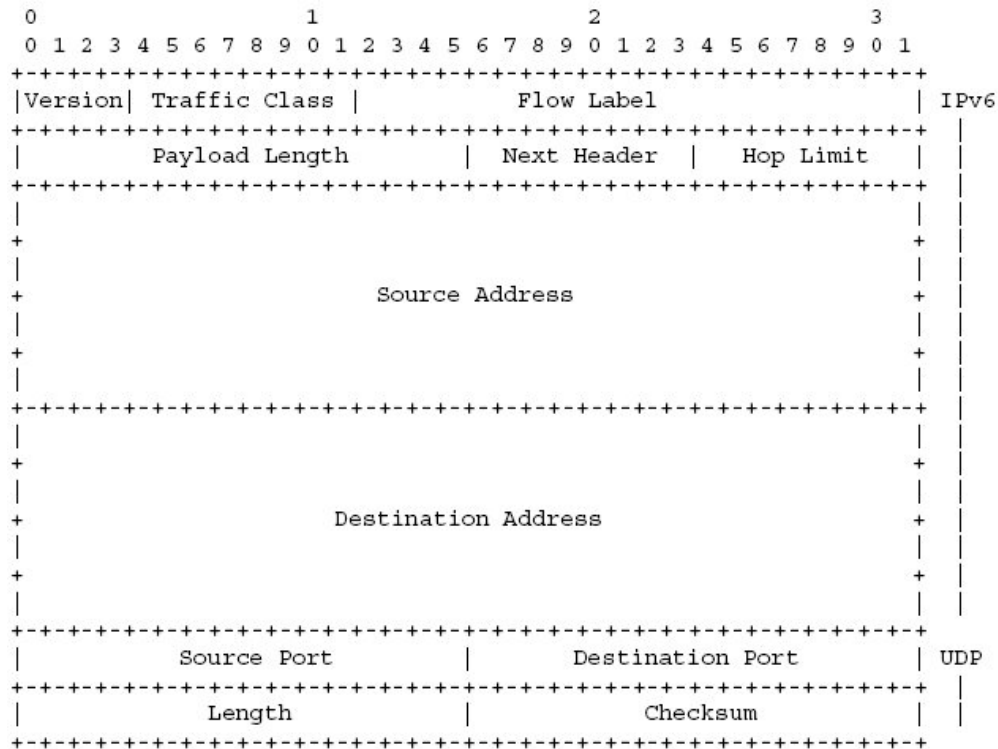 0                   1                   2                   3
0 1 2 3 4 5 6 7 8 9 0 1 2 3 4 5 6 7 8 9 0 1 2 3 4 5 6 7 8 9 0 1
+-+-+-+-+-+-+-+-+-+-+-+-+-+-+-+-+-+-+-+-+-+-+-+-+-+-+-+-+-+-+-+-+
|Version| Traffic Class |           Flow Label                  | IPv6
+-+-+-+-+-+-+-+-+-+-+-+-+-+-+-+-+-+-+-+-+-+-+-+-+-+-+-+-+-+-+-+-+  |
|         Payload Length        |  Next Header  |   Hop Limit   |  |
+-+-+-+-+-+-+-+-+-+-+-+-+-+-+-+-+-+-+-+-+-+-+-+-+-+-+-+-+-+-+-+-+  |
|                                                               |  |
+                                                               +  |
|                                                               |  |
+                         Source Address                        +  |
|                                                               |  |
+                                                               +  |
|                                                               |  |
+-+-+-+-+-+-+-+-+-+-+-+-+-+-+-+-+-+-+-+-+-+-+-+-+-+-+-+-+-+-+-+-+  |
|                                                               |  |
+                                                               +  |
|                                                               |  |
+                      Destination Address                      +  |
|                                                               |  |
+                                                               +  |
|                                                               |  |
+-+-+-+-+-+-+-+-+-+-+-+-+-+-+-+-+-+-+-+-+-+-+-+-+-+-+-+-+-+-+-+-+
|           Source Port         |       Destination Port        | UDP
+-+-+-+-+-+-+-+-+-+-+-+-+-+-+-+-+-+-+-+-+-+-+-+-+-+-+-+-+-+-+-+-+  |
|             Length            |            Checksum           |  |
+-+-+-+-+-+-+-+-+-+-+-+-+-+-+-+-+-+-+-+-+-+-+-+-+-+-+-+-+-+-+-+-+